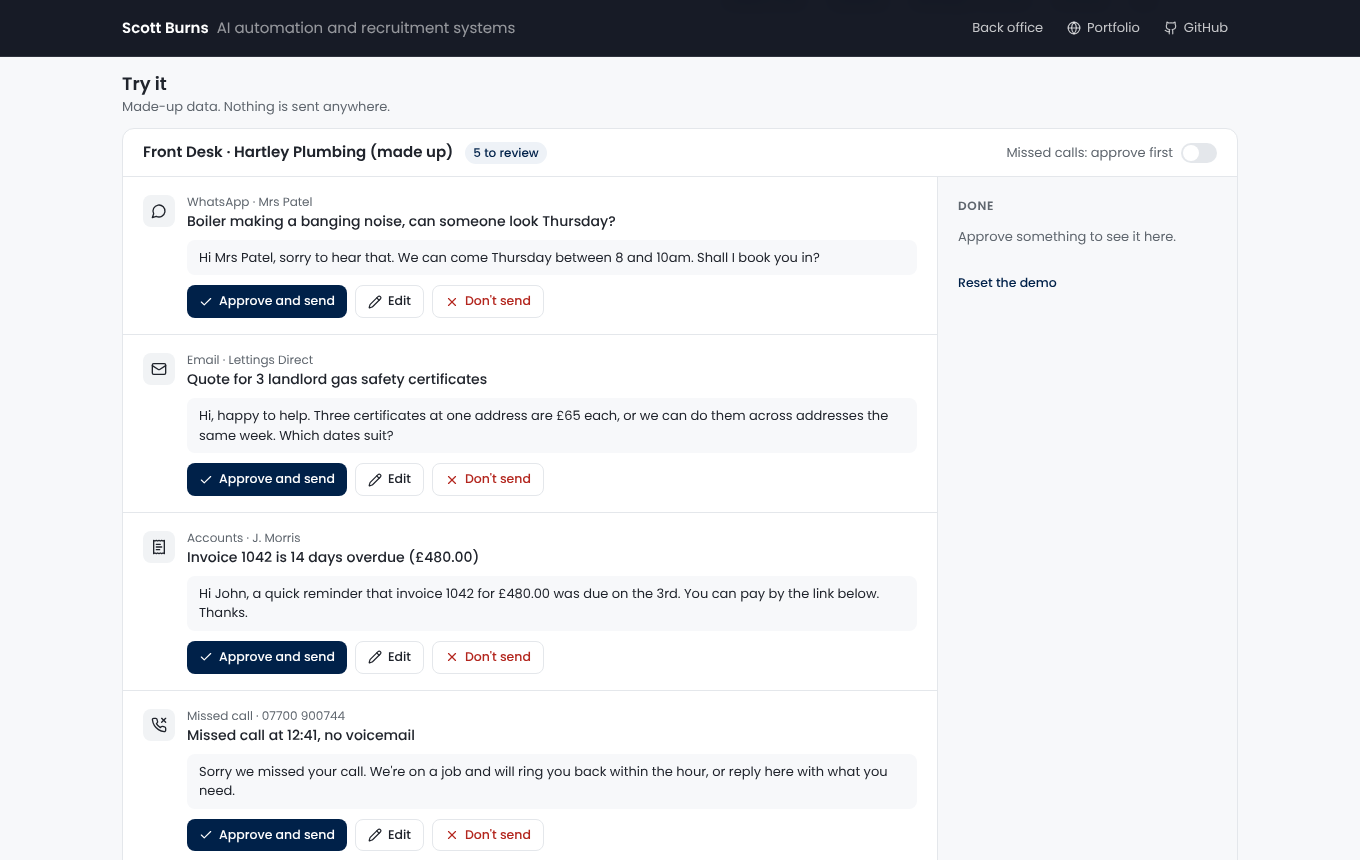 Scott Burns AI automation and recruitment systems
Back office Portfolio GitHub
Try it
Made-up data. Nothing is sent anywhere.
Front Desk · Hartley Plumbing (made up) 5 to review
Missed calls: approve first
WhatsApp · Mrs Patel
Boiler making a banging noise, can someone look Thursday?
Hi Mrs Patel, sorry to hear that. We can come Thursday between 8 and 10am. Shall I book you in?
Approve and send Edit Don't send
Email · Lettings Direct
Quote for 3 landlord gas safety certificates
Hi, happy to help. Three certificates at one address are £65 each, or we can do them across addresses the
same week. Which dates suit?
Approve and send Edit Don't send
Accounts · J. Morris
Invoice 1042 is 14 days overdue (£480.00)
Hi John, a quick reminder that invoice 1042 for £480.00 was due on the 3rd. You can pay by the link below.
Thanks.
Approve and send Edit Don't send
Missed call · 07700 900744
Missed call at 12:41, no voicemail
Sorry we missed your call. We're on a job and will ring you back within the hour, or reply here with what you
need.
Approve and send Edit Don't send
DONE
Approve something to see it here.
Reset the demo